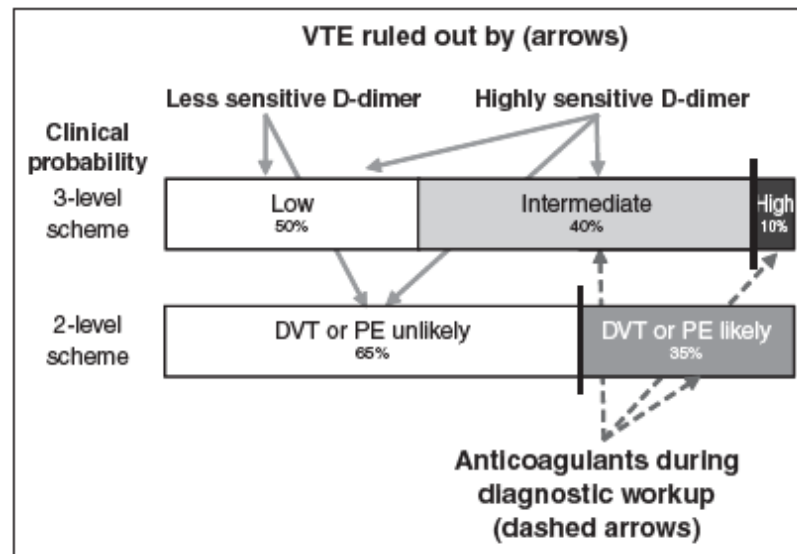 VTE ruled out by (arrows)
Less sensitive D-dimer
Highly sensitive D-dimer
Clinical
probability
3-level
scheme
Low
50%
Intermediate
40%
High
10%
2-level
scheme
DVT or PE unlikely
65%
DVT or PE likely
35%
Anticoagulants during
diagnostic workup
(dashed arrows)